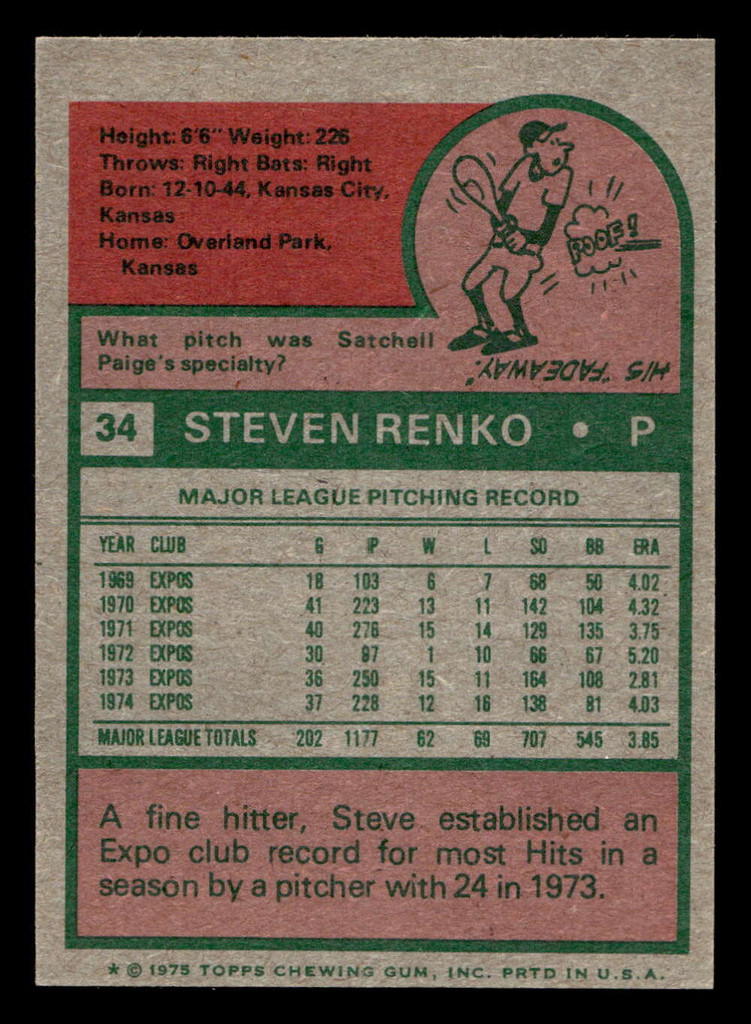 Height: 6'6" Weight: 226
Throws: Right Bats: Right
Born: 12-10-44, Kansas City,
Kansas
Home: Overland Park,
Kansas
POOF!
What pitch was Satchell
Paige's specialty?
HIS "FADEAWAY."
34 STEVEN RENKO • P
MAJOR LEAGUE PITCHING RECORD
YEAR CLUB G IP W L SO BB ERA
1969 EXPOS 18 103 6 7 68 50 4.02
1970 EXPOS 41 223 13 11 142 104 4.32
1971 EXPOS 40 276 15 14 129 135 3.75
1972 EXPOS 30 97 1 10 66 67 5.20
1973 EXPOS 36 250 15 11 164 108 2.81
1974 EXPOS 37 228 12 16 138 81 4.03
MAJOR LEAGUE TOTALS 202 1177 62 69 707 545 3.85
A fine hitter, Steve established an
Expo club record for most Hits in a
season by a pitcher with 24 in 1973.
* © 1975 TOPPS CHEWING GUM, INC. PRTD IN U.S.A.